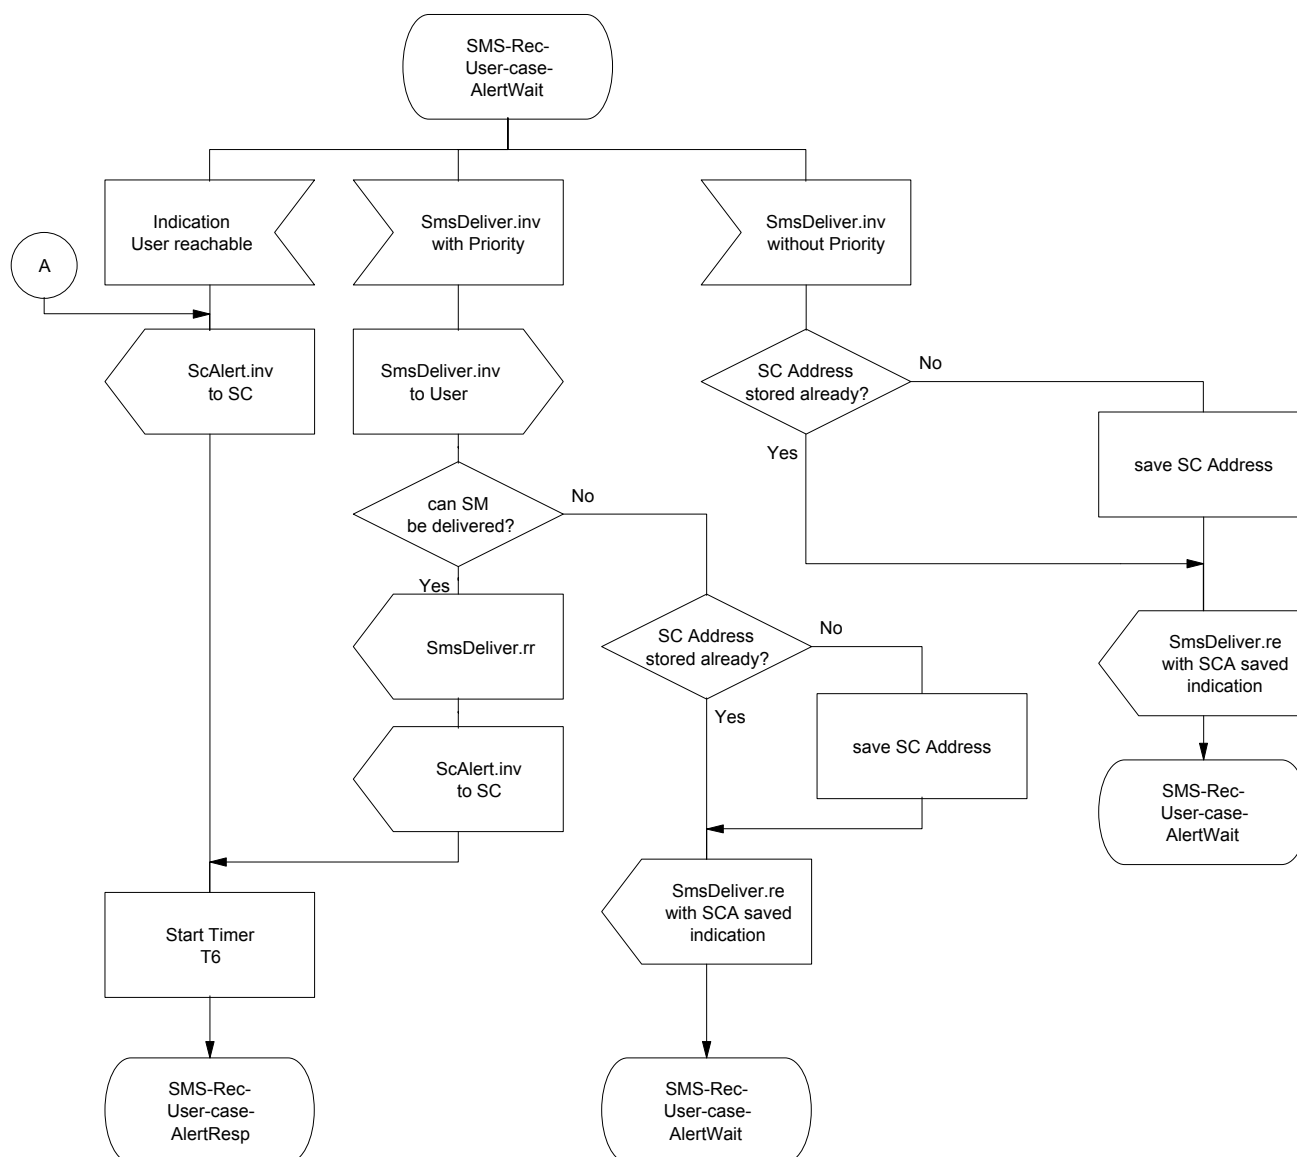 SMS-Rec-
User-case-
AlertWait
Indication
User reachable
SmsDeliver.inv
with Priority
SmsDeliver.inv
without Priority
A
ScAlert.inv
to SC
SmsDeliver.inv
to User
SC Address
stored already?
No
Yes
save SC Address
can SM
be delivered?
No
Yes
SmsDeliver.rr
SC Address
stored already?
No
Yes
SmsDeliver.re
with SCA saved
indication
save SC Address
ScAlert.inv
to SC
SMS-Rec-
User-case-
AlertWait
SmsDeliver.re
with SCA saved
indication
Start Timer
T6
SMS-Rec-
User-case-
AlertResp
SMS-Rec-
User-case-
AlertWait